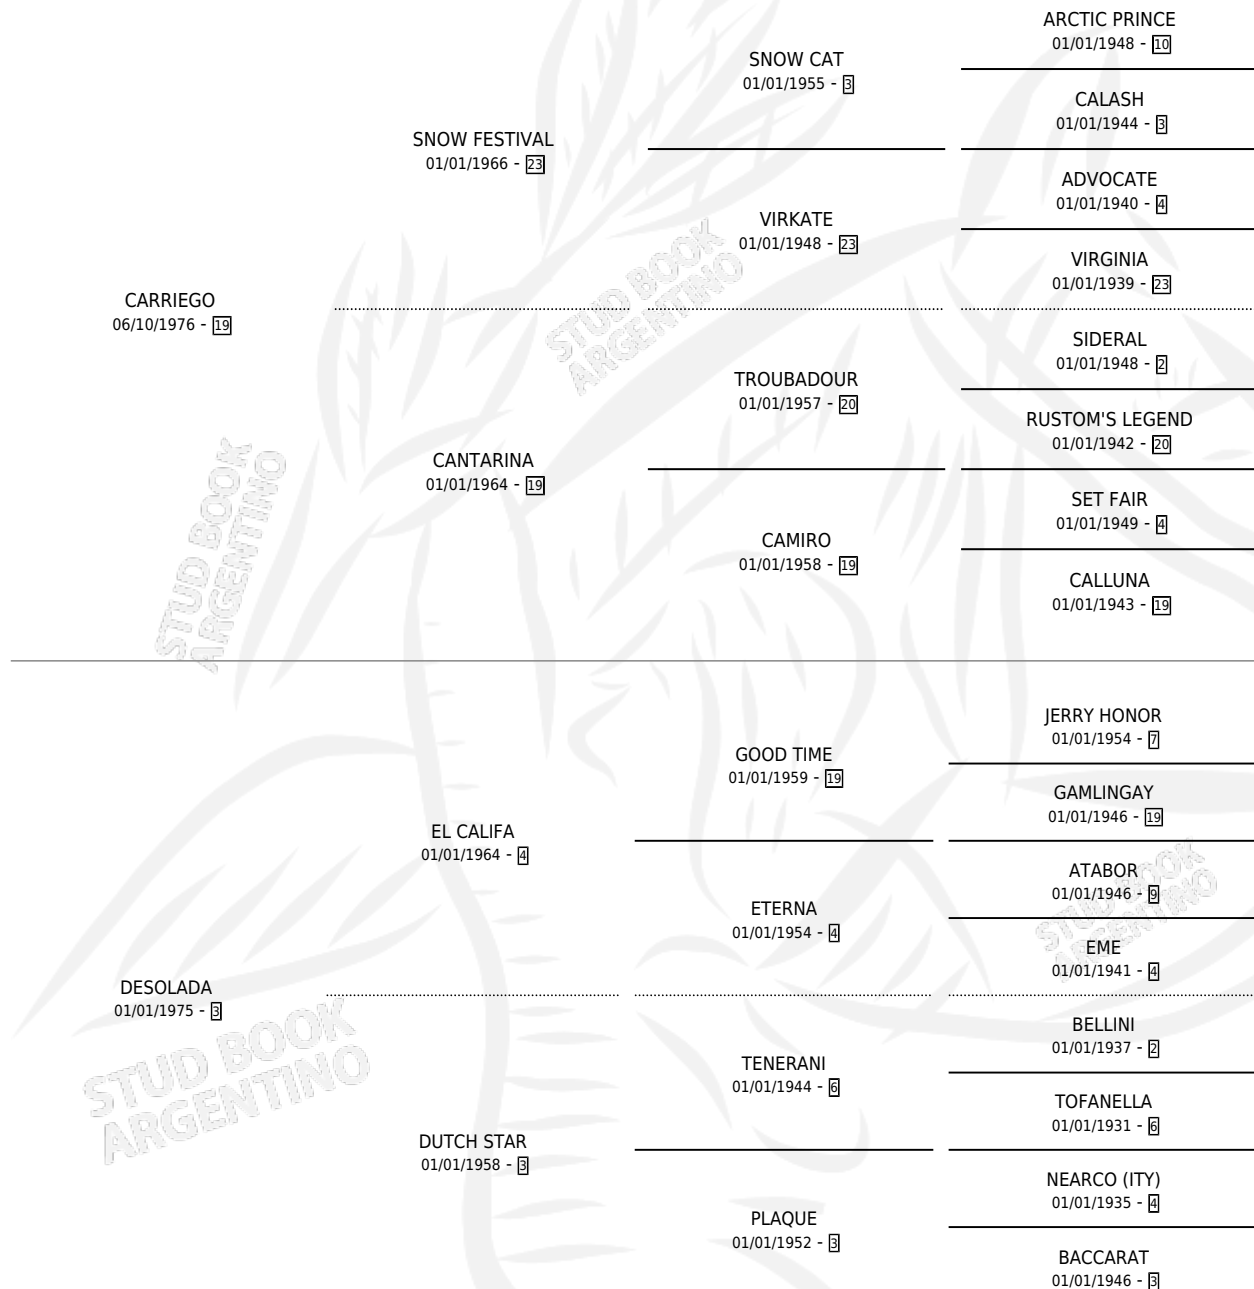 ARCTIC PRINCE
01/01/1948 - 10
SNOW CAT
01/01/1955 - 3
CALASH
01/01/1944 - 3
SNOW FESTIVAL
01/01/1966 - 23
ADVOCATE
01/01/1940 - 4
VIRKATE
01/01/1948 - 23
VIRGINIA
01/01/1939 - 23
CARRIEGO
06/10/1976 - 19
SIDERAL
01/01/1948 - 2
TROUBADOUR
01/01/1957 - 20
RUSTOM'S LEGEND
01/01/1942 - 20
CANTARINA
01/01/1964 - 19
SET FAIR
01/01/1949 - 4
CAMIRO
01/01/1958 - 19
CALLUNA
01/01/1943 - 19
JERRY HONOR
01/01/1954 - 7
GOOD TIME
01/01/1959 - 19
GAMLINGAY
01/01/1946 - 19
EL CALIFA
01/01/1964 - 4
ATABOR
01/01/1946 - 9
ETERNA
01/01/1954 - 4
EME
01/01/1941 - 4
DESOLADA
01/01/1975 - 3
BELLINI
01/01/1937 - 2
TENERANI
01/01/1944 - 6
TOFANELLA
01/01/1931 - 6
DUTCH STAR
01/01/1958 - 3
NEARCO (ITY)
01/01/1935 - 4
PLAQUE
01/01/1952 - 3
BACCARAT
01/01/1946 - 3
STUD BOOK
ARGENTINO
STUD BOOK
ARGENTINO
STUD BOOK
ARGENTINO
STUD BOOK
ARGENTINO